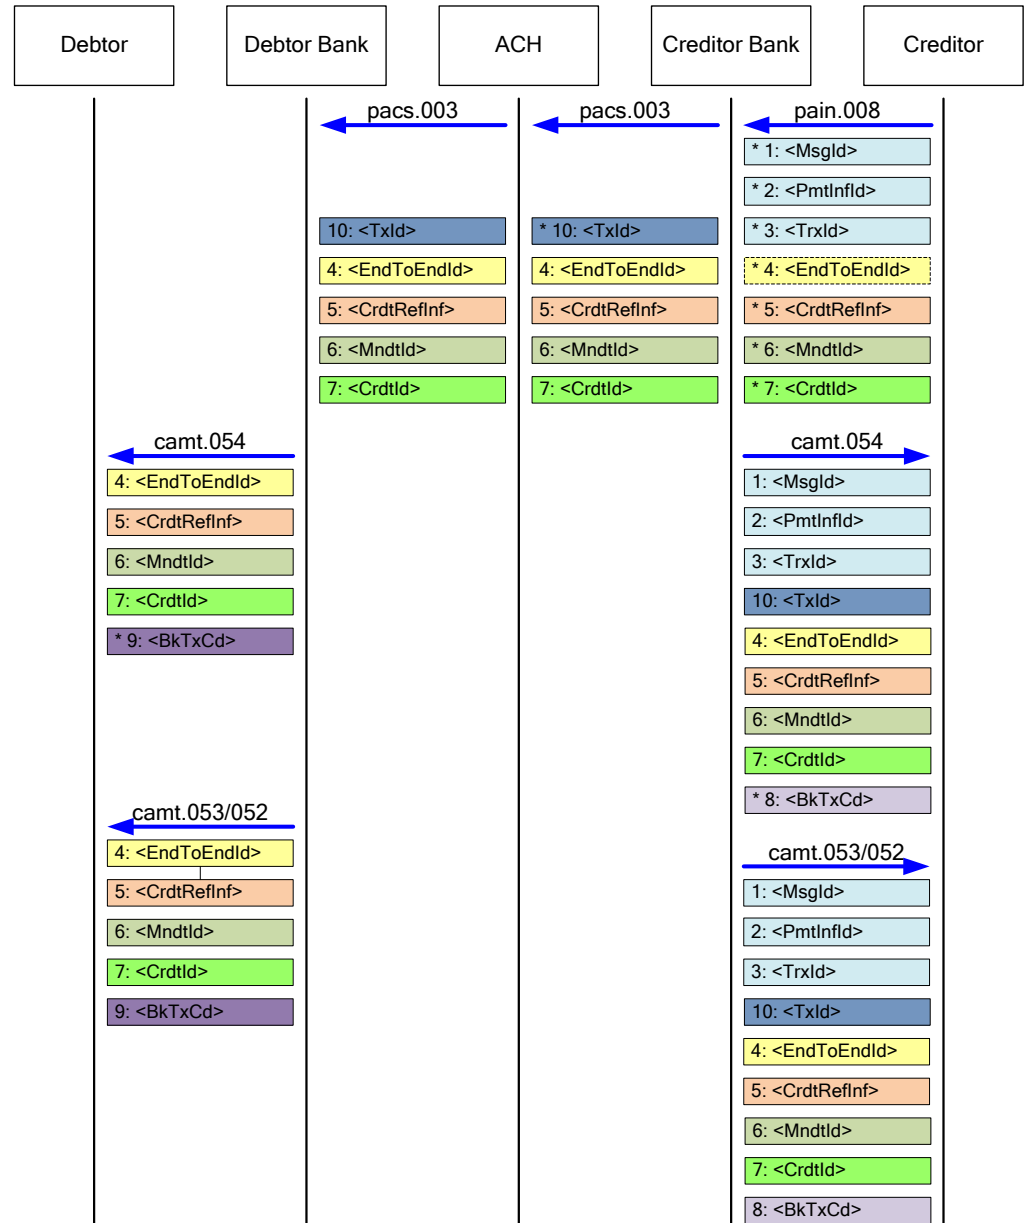 Debtor
Debtor Bank
ACH
Creditor Bank
Creditor
pacs.003
pacs.003
pain.008
* 1: <MsgId>
* 2: <PmtInfId>
10: <TxId>
* 10: <TxId>
* 3: <TrxId>
4: <EndToEndId>
4: <EndToEndId>
* 4: <EndToEndId>
5: <CrdtRefInf>
5: <CrdtRefInf>
* 5: <CrdtRefInf>
6: <MndtId>
6: <MndtId>
* 6: <MndtId>
7: <CrdtId>
7: <CrdtId>
* 7: <CrdtId>
camt.054
camt.054
4: <EndToEndId>
1: <MsgId>
5: <CrdtRefInf>
2: <PmtInfId>
6: <MndtId>
3: <TrxId>
7: <CrdtId>
10: <TxId>
* 9: <BkTxCd>
4: <EndToEndId>
5: <CrdtRefInf>
6: <MndtId>
7: <CrdtId>
* 8: <BkTxCd>
camt.053/052
camt.053/052
4: <EndToEndId>
5: <CrdtRefInf>
1: <MsgId>
6: <MndtId>
2: <PmtInfId>
7: <CrdtId>
3: <TrxId>
9: <BkTxCd>
10: <TxId>
4: <EndToEndId>
5: <CrdtRefInf>
6: <MndtId>
7: <CrdtId>
8: <BkTxCd>